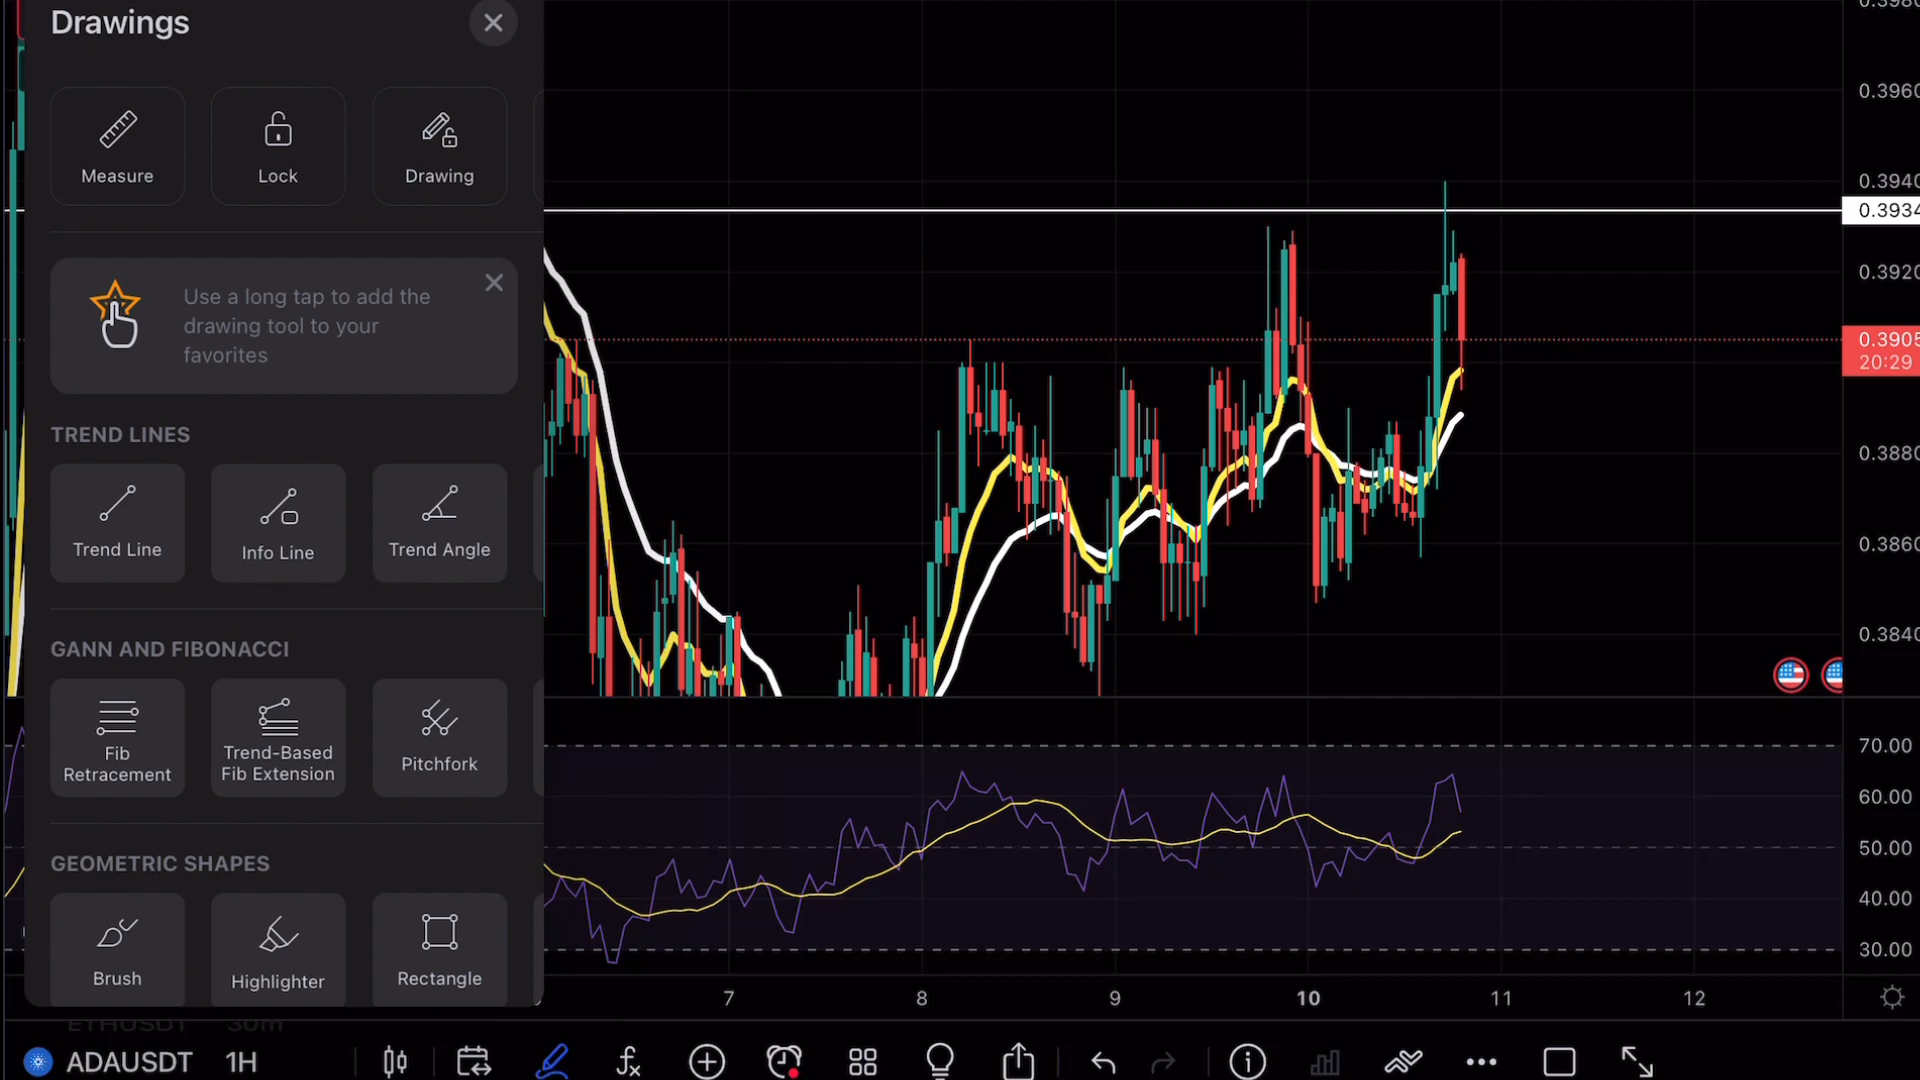 Drawings
Measure
Lock
Drawing
Use a long tap to add the
drawing tool to your
favorites
TREND LINES
Trend Line
Info Line
Trend Angle
GANN AND FIBONACCI
Fib
Retracement
Trend-Based
Fib Extension
Pitchfork
GEOMETRIC SHAPES
Brush
Highlighter
Rectangle
0.3960
0.3940
0.3934
0.3920
0.3905
20:29
0.3880
0.3860
0.3840
70.00
60.00
50.00
40.00
30.00
7
8
9
10
11
12
ETHUSDT 30m
ADAUSDT 1H